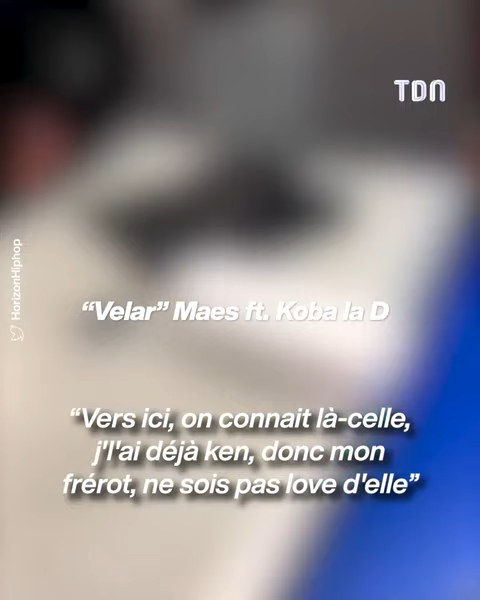 TDN
HorizonHiphop
“Velar” Maes ft. Koba la D
“Vers ici, on connait là-celle,
j'l'ai déjà ken, donc mon
frérot, ne sois pas love d'elle”